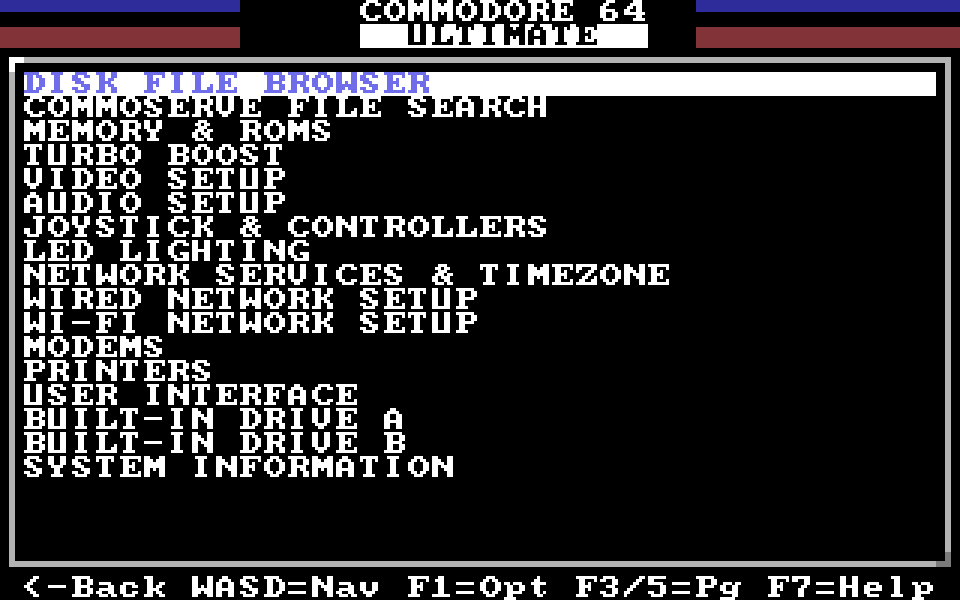 COMMODORE 64
ULTIMATE
DISK FILE BROWSER
COMMOSERVE FILE SEARCH
MEMORY & ROMS
TURBO BOOST
VIDEO SETUP
AUDIO SETUP
JOYSTICK & CONTROLLERS
LED LIGHTING
NETWORK SERVICES & TIMEZONE
WIRED NETWORK SETUP
WI-FI NETWORK SETUP
MODEMS
PRINTERS
USER INTERFACE
BUILT-IN DRIVE A
BUILT-IN DRIVE B
SYSTEM INFORMATION
<-Back WASD=Nav F1=Opt F3/5=Pg F7=Help